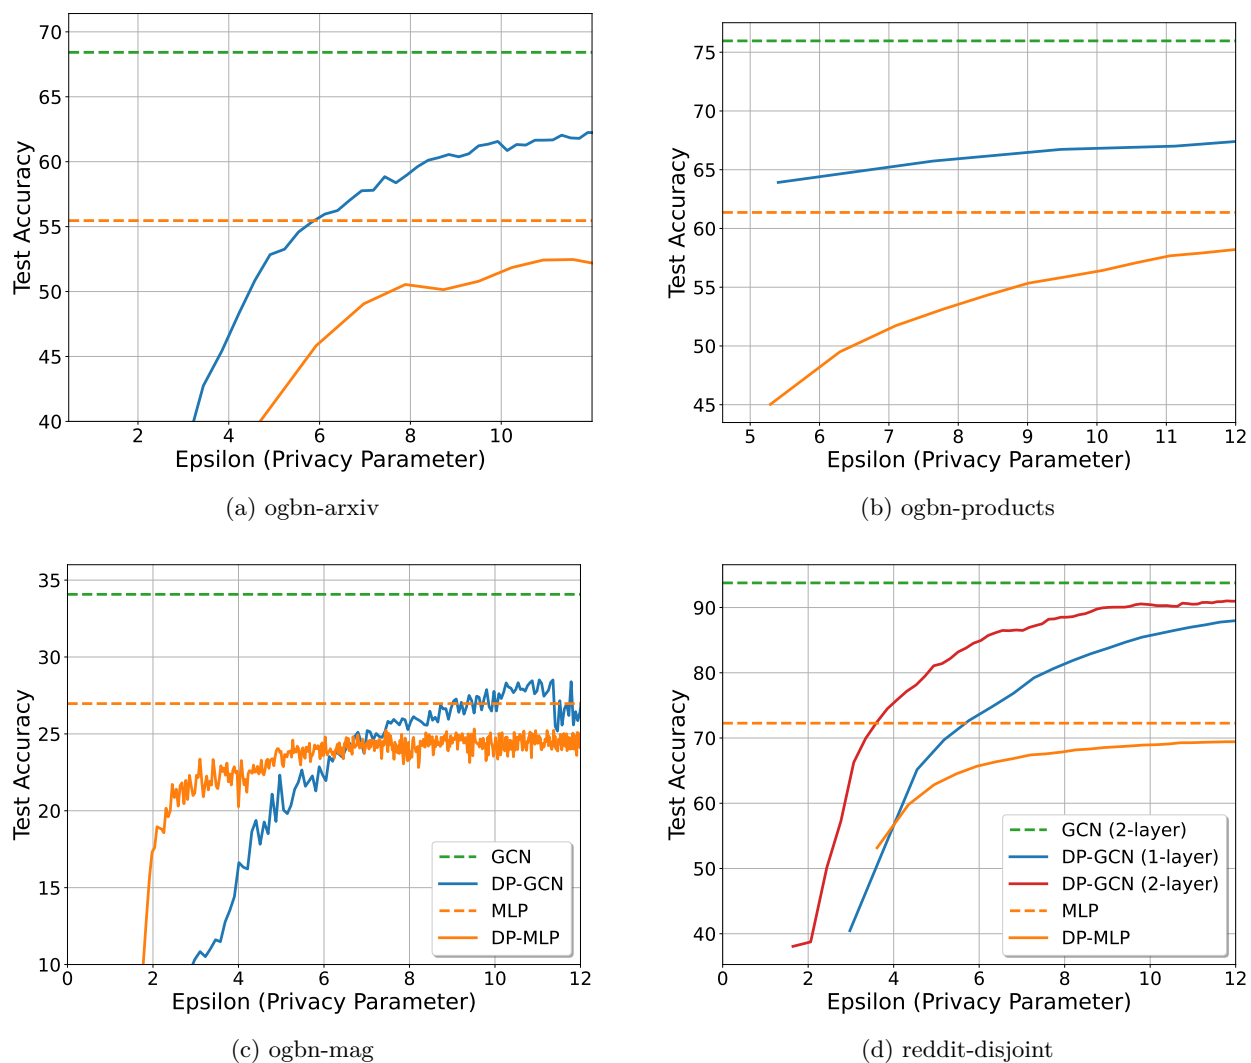 70
65
60
55
50
45
40
2 4 6 8 10
Test Accuracy
Epsilon (Privacy Parameter)
(a) ogbn-arxiv
75
70
65
60
55
50
45
5 6 7 8 9 10 11 12
Test Accuracy
Epsilon (Privacy Parameter)
(b) ogbn-products
35
30
25
20
15
10
0 2 4 6 8 10 12
Test Accuracy
Epsilon (Privacy Parameter)
GCN
DP-GCN
MLP
DP-MLP
(c) ogbn-mag
90
80
70
60
50
40
0 2 4 6 8 10 12
Test Accuracy
Epsilon (Privacy Parameter)
GCN (2-layer)
DP-GCN (1-layer)
DP-GCN (2-layer)
MLP
DP-MLP
(d) reddit-disjoint